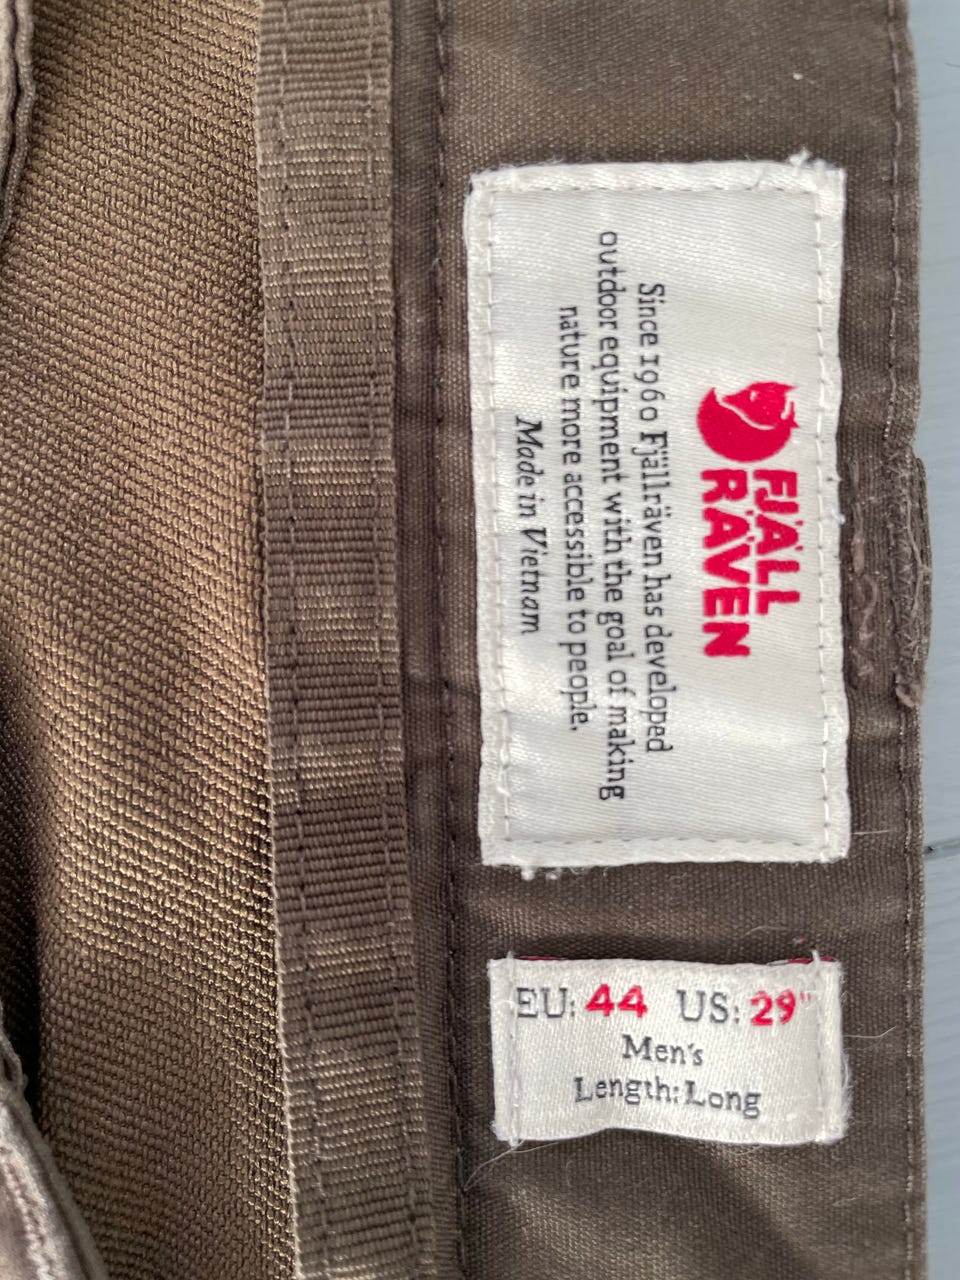 FJÄLL
RÄVEN
Since 1960 Fjällräven has developed
outdoor equipment with the goal of making
nature more accessible to people.
Made in Vietnam
EU: 44 US: 29"
Men's
Length: Long